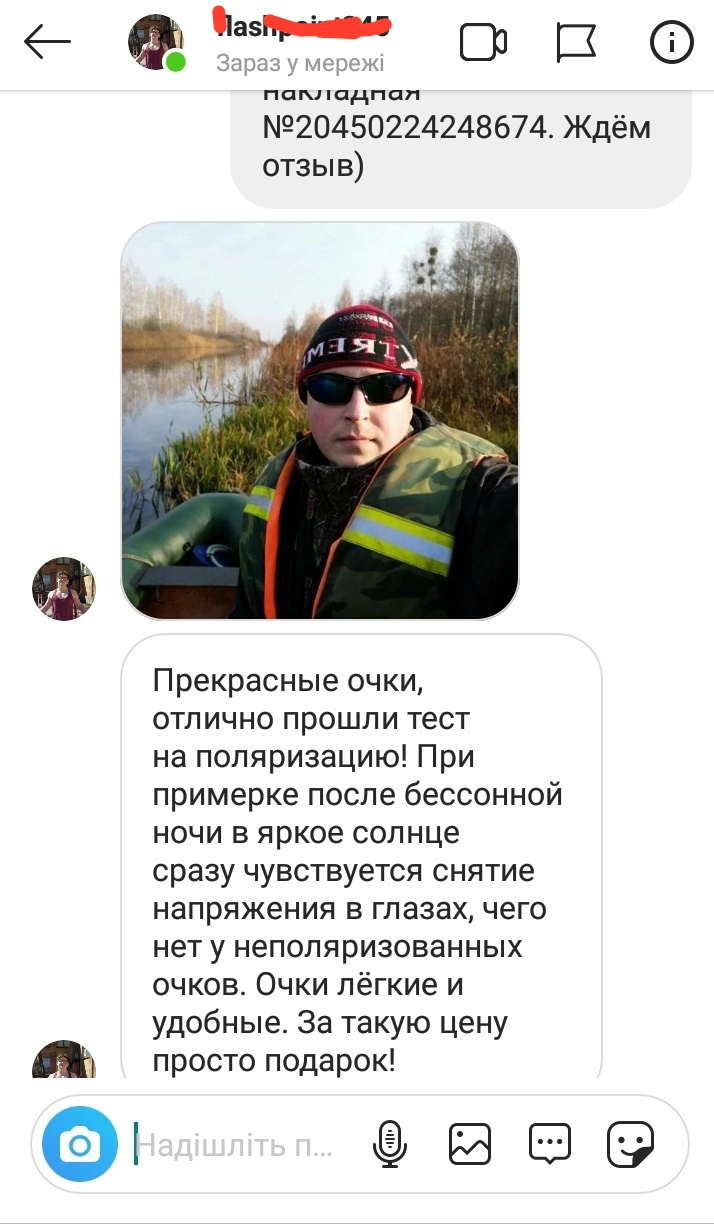 Зараз у мережі
накладная
№20450224248674. Ждём
отзыв)
Прекрасные очки,
отлично прошли тест
на поляризацию! При
примерке после бессонной
ночи в яркое солнце
сразу чувствуется снятие
напряжения в глазах, чего
нет у неполяризованных
очков. Очки лёгкие и
удобные. За такую цену
просто подарок!
Надішліть п...